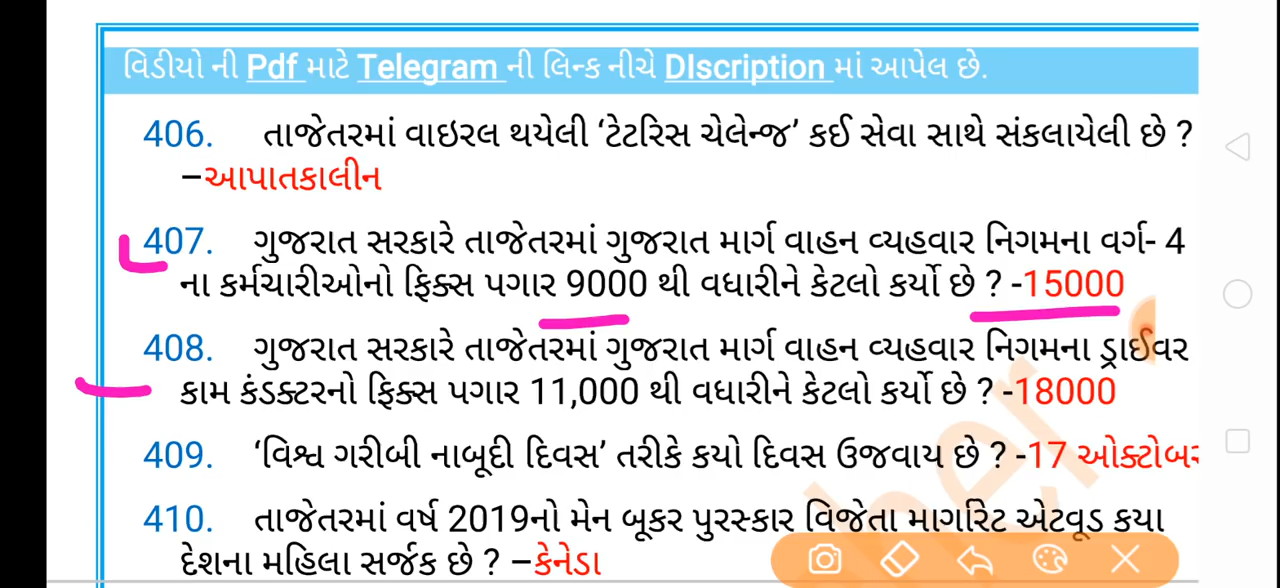 વિડીયો ની Pdf માટે Telegram ની લિન્ક નીચે DIscription માં આપેલ છે.
406. તાજેતરમાં વાઇરલ થયેલી ‘ટેટરિસ ચેલેન્જ’ કઈ સેવા સાથે સંકલાયેલી છે ?
–આપાતકાલીન
407. ગુજરાત સરકારે તાજેતરમાં ગુજરાત માર્ગ વાહન વ્યહવાર નિગમના વર્ગ- 4
ના કર્મચારીઓનો ફિક્સ પગાર 9000 થી વધારીને કેટલો કર્યો છે ? -15000
408. ગુજરાત સરકારે તાજેતરમાં ગુજરાત માર્ગ વાહન વ્યહવાર નિગમના ડ્રાઈવર
કામ કંડક્ટરનો ફિક્સ પગાર 11,000 થી વધારીને કેટલો કર્યો છે ? -18000
409. ‘વિશ્વ ગરીબી નાબૂદી દિવસ’ તરીકે કયો દિવસ ઉજવાય છે ? -17 ઓક્ટોબર
410. તાજેતરમાં વર્ષ 2019નો મેન બૂકર પુરસ્કાર વિજેતા માર્ગારેટ એટવૂડ કયા
દેશના મહિલા સર્જક છે ? –કેનેડા
her